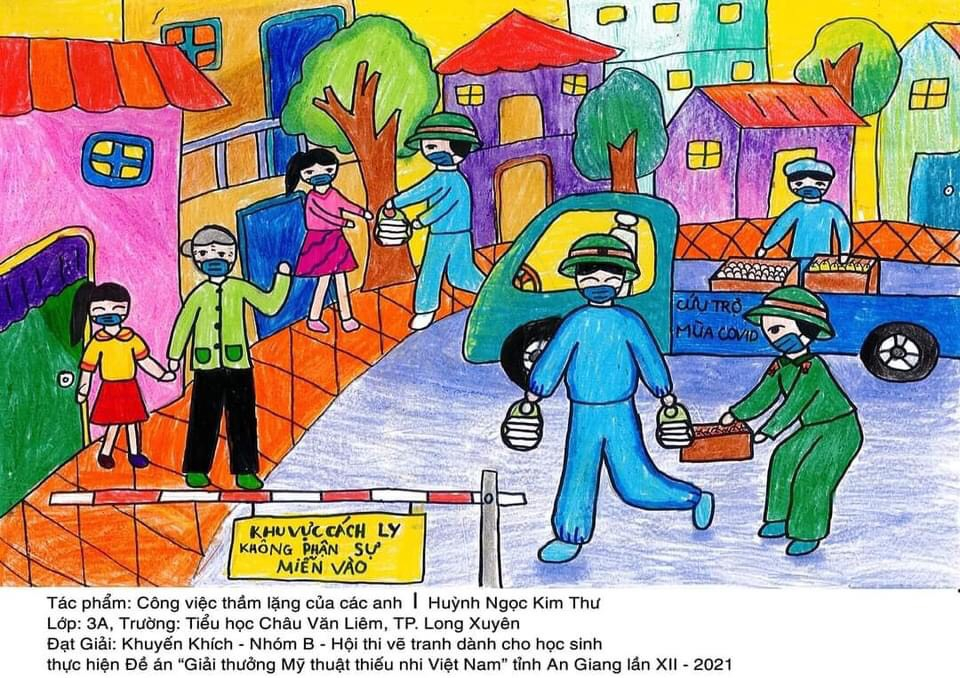 CỨU TRỢ
MÙA COVID
KHU VỰC CÁCH LY
KHÔNG PHẬN SỰ
MIỄN VÀO
Tác phẩm: Công việc thầm lặng của các anh | Huỳnh Ngọc Kim Thư
Lớp: 3A, Trường: Tiểu học Châu Văn Liêm, TP. Long Xuyên
Đạt Giải: Khuyến Khích - Nhóm B - Hội thi vẽ tranh dành cho học sinh
thực hiện Đề án “Giải thưởng Mỹ thuật thiếu nhi Việt Nam” tỉnh An Giang lần XII - 2021